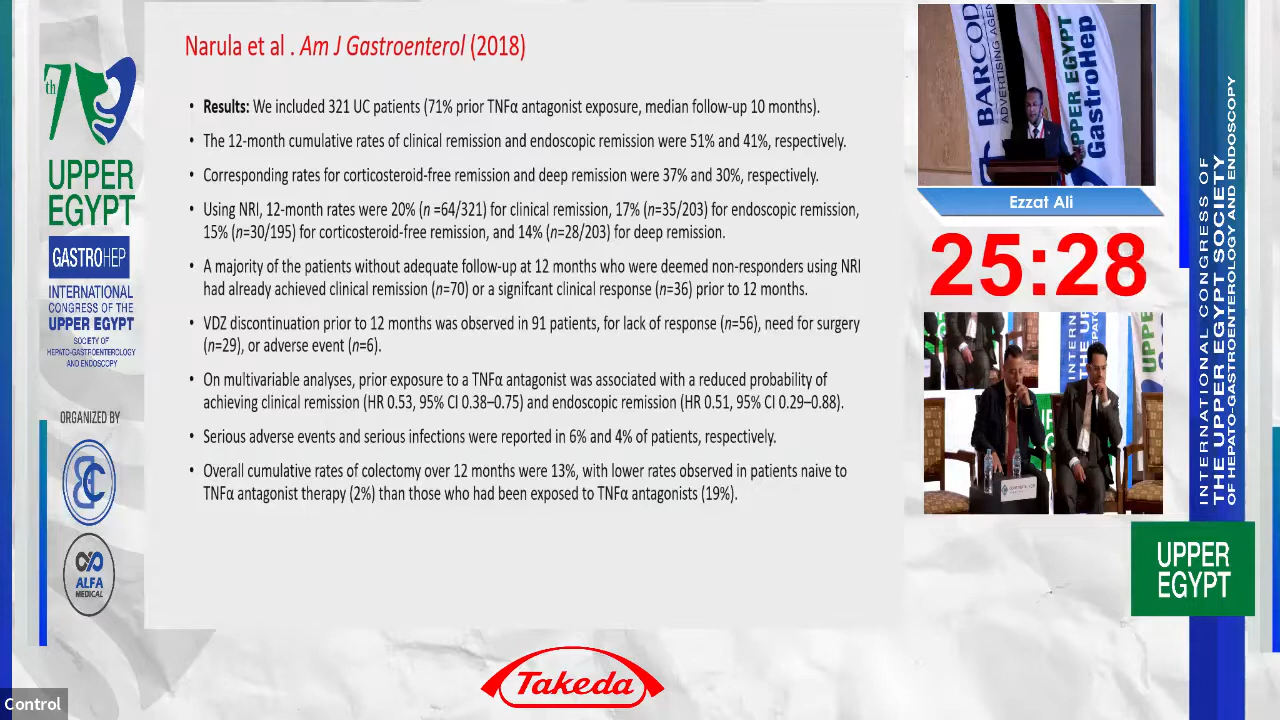 7th
UPPER
EGYPT
GASTROHEP
INTERNATIONAL
CONGRESS OF THE
UPPER EGYPT
SOCIETY OF
HEPATO-GASTROENTEROLOGY
AND ENDOSCOPY
ORGANIZED BY
ALFA
MEDICAL
Control
Narula et al . Am J Gastroenterol (2018)
• Results: We included 321 UC patients (71% prior TNFα antagonist exposure, median follow-up 10 months).
• The 12-month cumulative rates of clinical remission and endoscopic remission were 51% and 41%, respectively.
• Corresponding rates for corticosteroid-free remission and deep remission were 37% and 30%, respectively.
• Using NRI, 12-month rates were 20% (n =64/321) for clinical remission, 17% (n=35/203) for endoscopic remission,
15% (n=30/195) for corticosteroid-free remission, and 14% (n=28/203) for deep remission.
• A majority of the patients without adequate follow-up at 12 months who were deemed non-responders using NRI
had already achieved clinical remission (n=70) or a significant clinical response (n=36) prior to 12 months.
• VDZ discontinuation prior to 12 months was observed in 91 patients, for lack of response (n=56), need for surgery
(n=29), or adverse event (n=6).
• On multivariable analyses, prior exposure to a TNFα antagonist was associated with a reduced probability of
achieving clinical remission (HR 0.53, 95% CI 0.38–0.75) and endoscopic remission (HR 0.51, 95% CI 0.29–0.88).
• Serious adverse events and serious infections were reported in 6% and 4% of patients, respectively.
• Overall cumulative rates of colectomy over 12 months were 13%, with lower rates observed in patients naive to
TNFα antagonist therapy (2%) than those who had been exposed to TNFα antagonists (19%).
Takeda
BARCOD
ADVERTISING AGEN
UPPER EGYPT
GastroHep
Ezzat Ali
25:28
INTERNATIONAL CONGRESS OF
THE UPPER EGYPT SOCIETY
OF HEPATO-GASTROENTEROLOGY AND ENDOSCOPY
UPPER
EGYPT